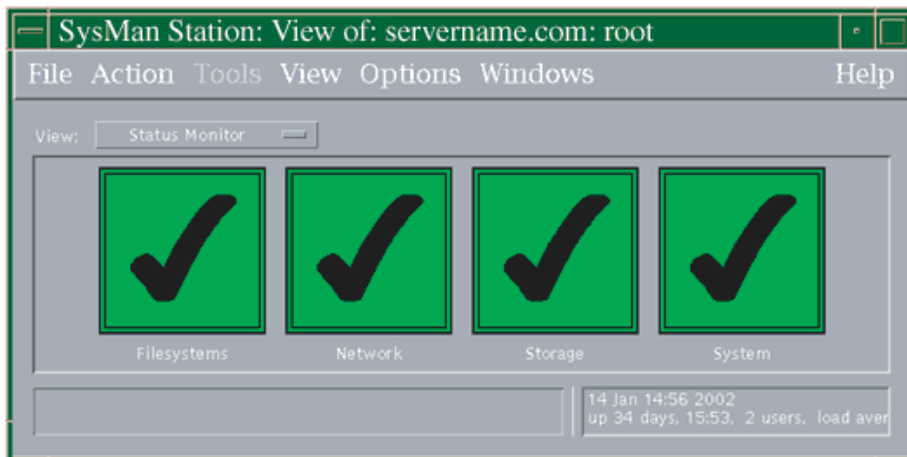 SysMan Station: View of: servername.com: root
File Action Tools View Options Windows Help
View: Status Monitor
Filesystems Network Storage System
14 Jan 14:56 2002
up 34 days, 15:53, 2 users, load aver